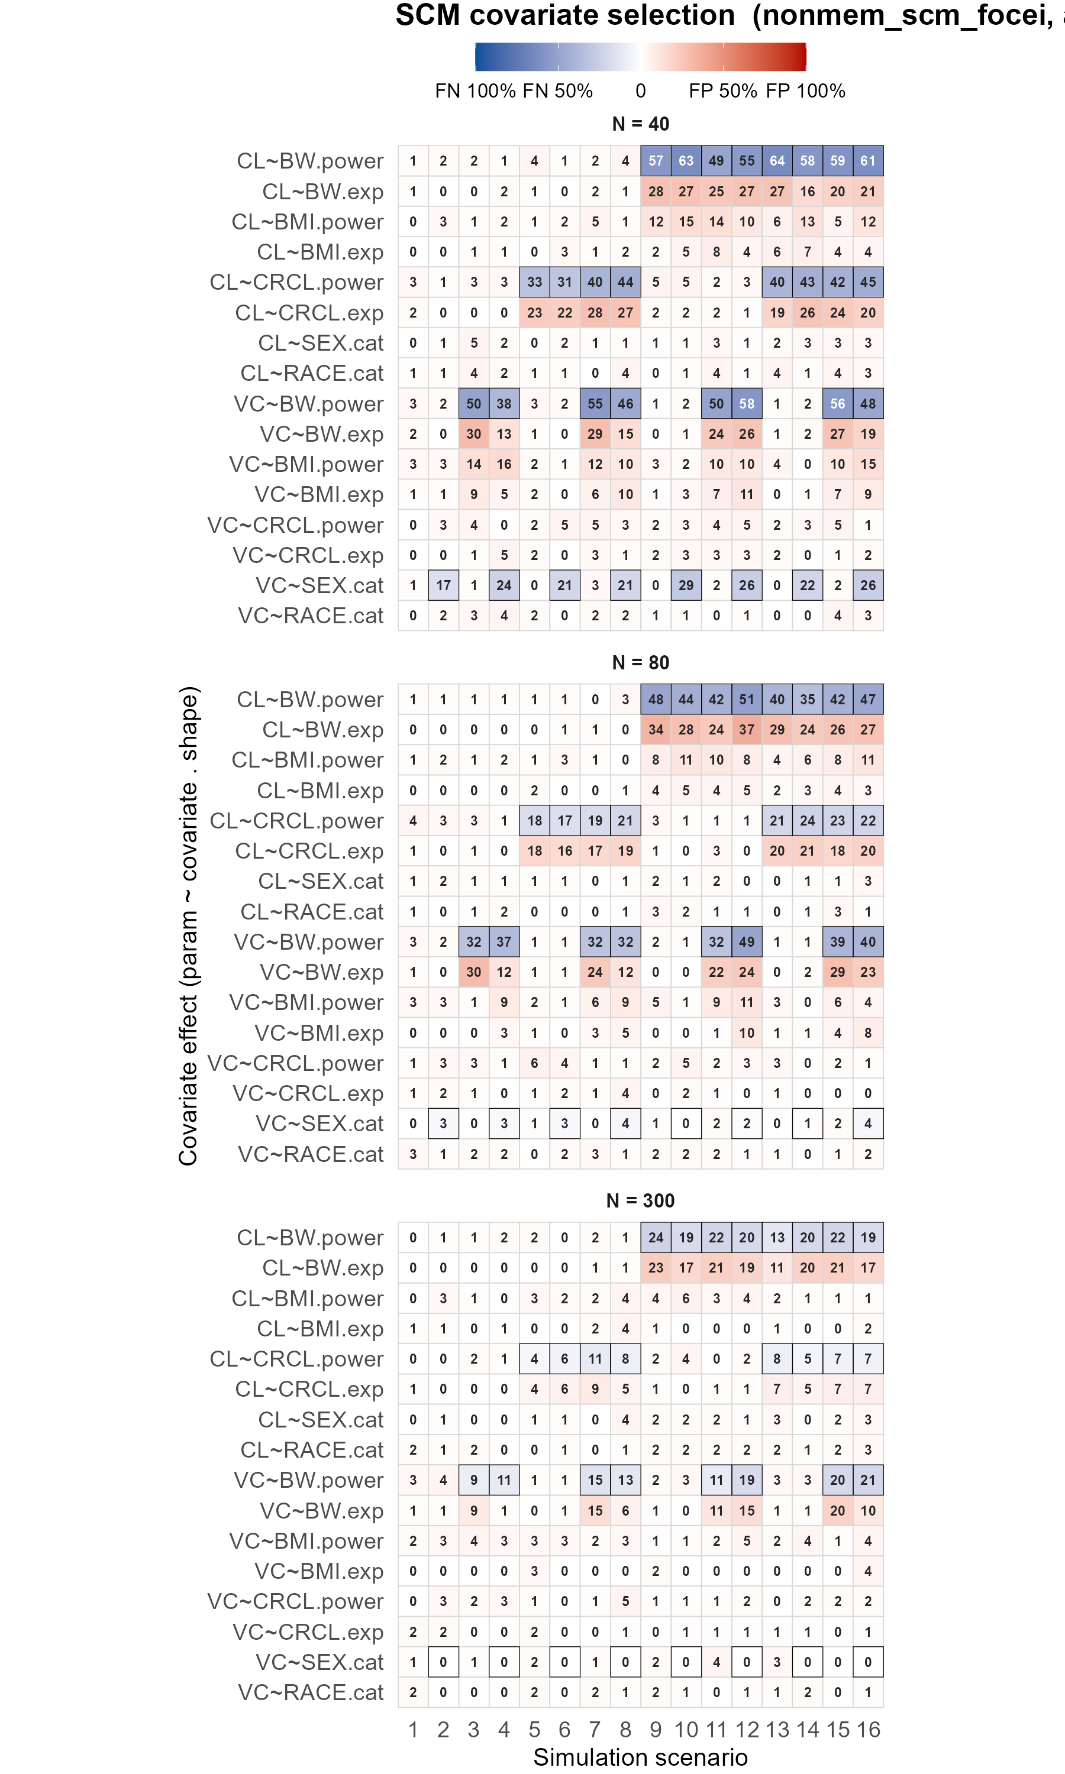 SCM covariate selection (nonmem_scm_focei, a
FN 100% FN 50% 0 FP 50% FP 100%
N = 40
CL~BW.power 1 2 2 1 4 1 2 4 57 63 49 55 64 58 59 61
CL~BW.exp 1 0 0 2 1 0 2 1 28 27 25 27 27 16 20 21
CL~BMI.power 0 3 1 2 1 2 5 1 12 15 14 10 6 13 5 12
CL~BMI.exp 0 0 1 1 0 3 1 2 2 5 8 4 6 7 4 4
CL~CRCL.power 3 1 3 3 33 31 40 44 5 5 2 3 40 43 42 45
CL~CRCL.exp 2 0 0 0 23 22 28 27 2 2 2 1 19 26 24 20
CL~SEX.cat 0 1 5 2 0 2 1 1 1 1 3 1 2 3 3 3
CL~RACE.cat 1 1 4 2 1 1 0 4 0 1 4 1 4 1 4 3
VC~BW.power 3 2 50 38 3 2 55 46 1 2 50 58 1 2 56 48
VC~BW.exp 2 0 30 13 1 0 29 15 0 1 24 26 1 2 27 19
VC~BMI.power 3 3 14 16 2 1 12 10 3 2 10 10 4 0 10 15
VC~BMI.exp 1 1 9 5 2 0 6 10 1 3 7 11 0 1 7 9
VC~CRCL.power 0 3 4 0 2 5 5 3 2 3 4 5 2 3 5 1
VC~CRCL.exp 0 0 1 5 2 0 3 1 2 3 3 3 2 0 1 2
VC~SEX.cat 1 17 1 24 0 21 3 21 0 29 2 26 0 22 2 26
VC~RACE.cat 0 2 3 4 2 0 2 2 1 1 0 1 0 0 4 3
Covariate effect (param ~ covariate . shape)
N = 80
CL~BW.power 1 1 1 1 1 1 0 3 48 44 42 51 40 35 42 47
CL~BW.exp 0 0 0 0 0 1 1 0 34 28 24 37 29 24 26 27
CL~BMI.power 1 2 1 2 1 3 1 0 8 11 10 8 4 6 8 11
CL~BMI.exp 0 0 0 0 2 0 0 1 4 5 4 5 2 3 4 3
CL~CRCL.power 4 3 3 1 18 17 19 21 3 1 1 1 21 24 23 22
CL~CRCL.exp 1 0 1 0 18 16 17 19 1 0 3 0 20 21 18 20
CL~SEX.cat 1 2 1 1 1 1 0 1 2 1 2 0 0 1 1 3
CL~RACE.cat 1 0 1 2 0 0 0 1 3 2 1 1 0 1 3 1
VC~BW.power 3 2 32 37 1 1 32 32 2 1 32 49 1 1 39 40
VC~BW.exp 1 0 30 12 1 1 24 12 0 0 22 24 0 2 29 23
VC~BMI.power 3 3 1 9 2 1 6 9 5 1 9 11 3 0 6 4
VC~BMI.exp 0 0 0 3 1 0 3 5 0 0 1 10 1 1 4 8
VC~CRCL.power 1 3 3 1 6 4 1 1 2 5 2 3 3 0 2 1
VC~CRCL.exp 1 2 1 0 1 2 1 4 0 2 1 0 1 0 0 0
VC~SEX.cat 0 3 0 3 1 3 0 4 1 0 2 2 0 1 2 4
VC~RACE.cat 3 1 2 2 0 2 3 1 2 2 2 1 1 0 1 2
N = 300
CL~BW.power 0 1 1 2 2 0 2 1 24 19 22 20 13 20 22 19
CL~BW.exp 0 0 0 0 0 0 1 1 23 17 21 19 11 20 21 17
CL~BMI.power 0 3 1 0 3 2 2 4 4 6 3 4 2 1 1 1
CL~BMI.exp 1 1 0 1 0 0 2 4 1 0 0 0 1 0 0 2
CL~CRCL.power 0 0 2 1 4 6 11 8 2 4 0 2 8 5 7 7
CL~CRCL.exp 1 0 0 0 4 6 9 5 1 0 1 1 7 5 7 7
CL~SEX.cat 0 1 0 0 1 1 0 4 2 2 2 1 3 0 2 3
CL~RACE.cat 2 1 2 0 0 1 0 1 2 2 2 2 2 1 2 3
VC~BW.power 3 4 9 11 1 1 15 13 2 3 11 19 3 3 20 21
VC~BW.exp 1 1 9 1 0 1 15 6 1 0 11 15 1 1 20 10
VC~BMI.power 2 3 4 3 3 3 2 3 1 1 2 5 2 4 1 4
VC~BMI.exp 0 0 0 0 3 0 0 0 2 0 0 0 0 0 0 4
VC~CRCL.power 0 3 2 3 1 0 1 5 1 1 1 2 0 2 2 2
VC~CRCL.exp 2 2 0 0 2 0 0 1 0 1 1 1 1 1 0 1
VC~SEX.cat 1 0 1 0 2 0 1 0 2 0 4 0 3 0 0 0
VC~RACE.cat 2 0 0 0 2 0 2 1 2 1 0 1 1 2 0 1
1 2 3 4 5 6 7 8 9 10 11 12 13 14 15 16
Simulation scenario